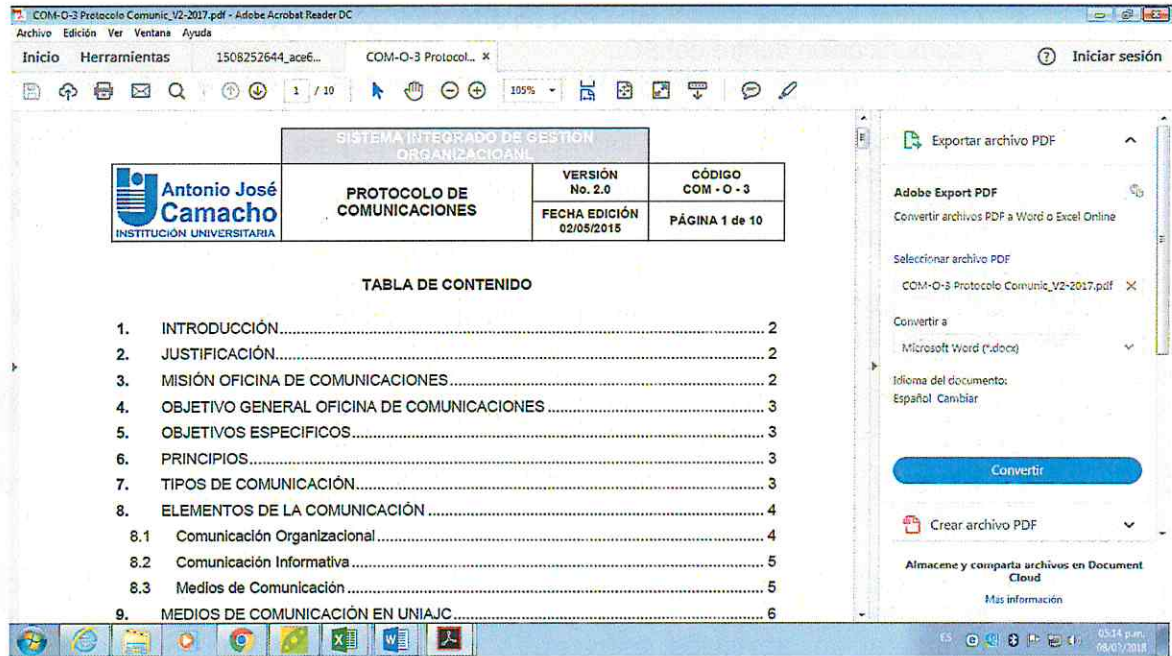 COM-O-3 Protocolo Comunic_V2-2017.pdf - Adobe Acrobat Reader DC
Archivo Edición Ver Ventana Ayuda
Inicio Herramientas 1508252644_ace6... COM-O-3 Protocol... × Iniciar sesión
1 / 10 105%
SISTEMA INTEGRADO DE GESTIÓN
ORGANIZACIOANL
Antonio José
Camacho
INSTITUCIÓN UNIVERSITARIA
PROTOCOLO DE
COMUNICACIONES
VERSIÓN
No. 2.0
CÓDIGO
COM - O - 3
FECHA EDICIÓN
02/05/2015
PÁGINA 1 de 10
TABLA DE CONTENIDO
1. INTRODUCCIÓN 2
2. JUSTIFICACIÓN 2
3. MISIÓN OFICINA DE COMUNICACIONES 2
4. OBJETIVO GENERAL OFICINA DE COMUNICACIONES 3
5. OBJETIVOS ESPECIFICOS 3
6. PRINCIPIOS 3
7. TIPOS DE COMUNICACIÓN 3
8. ELEMENTOS DE LA COMUNICACIÓN 4
8.1 Comunicación Organizacional 4
8.2 Comunicación Informativa 5
8.3 Medios de Comunicación 5
9. MEDIOS DE COMUNICACIÓN EN UNIAJC 6
Exportar archivo PDF
Adobe Export PDF
Convertir archivos PDF a Word o Excel Online
Seleccionar archivo PDF
COM-O-3 Protocolo Comunic_V2-2017.pdf ×
Convertir a
Microsoft Word (*.docx)
Idioma del documento:
Español Cambiar
Convertir
Crear archivo PDF
Almacene y comparta archivos en Document
Cloud
Más información
ES 05:14 p.m.
08/02/2018